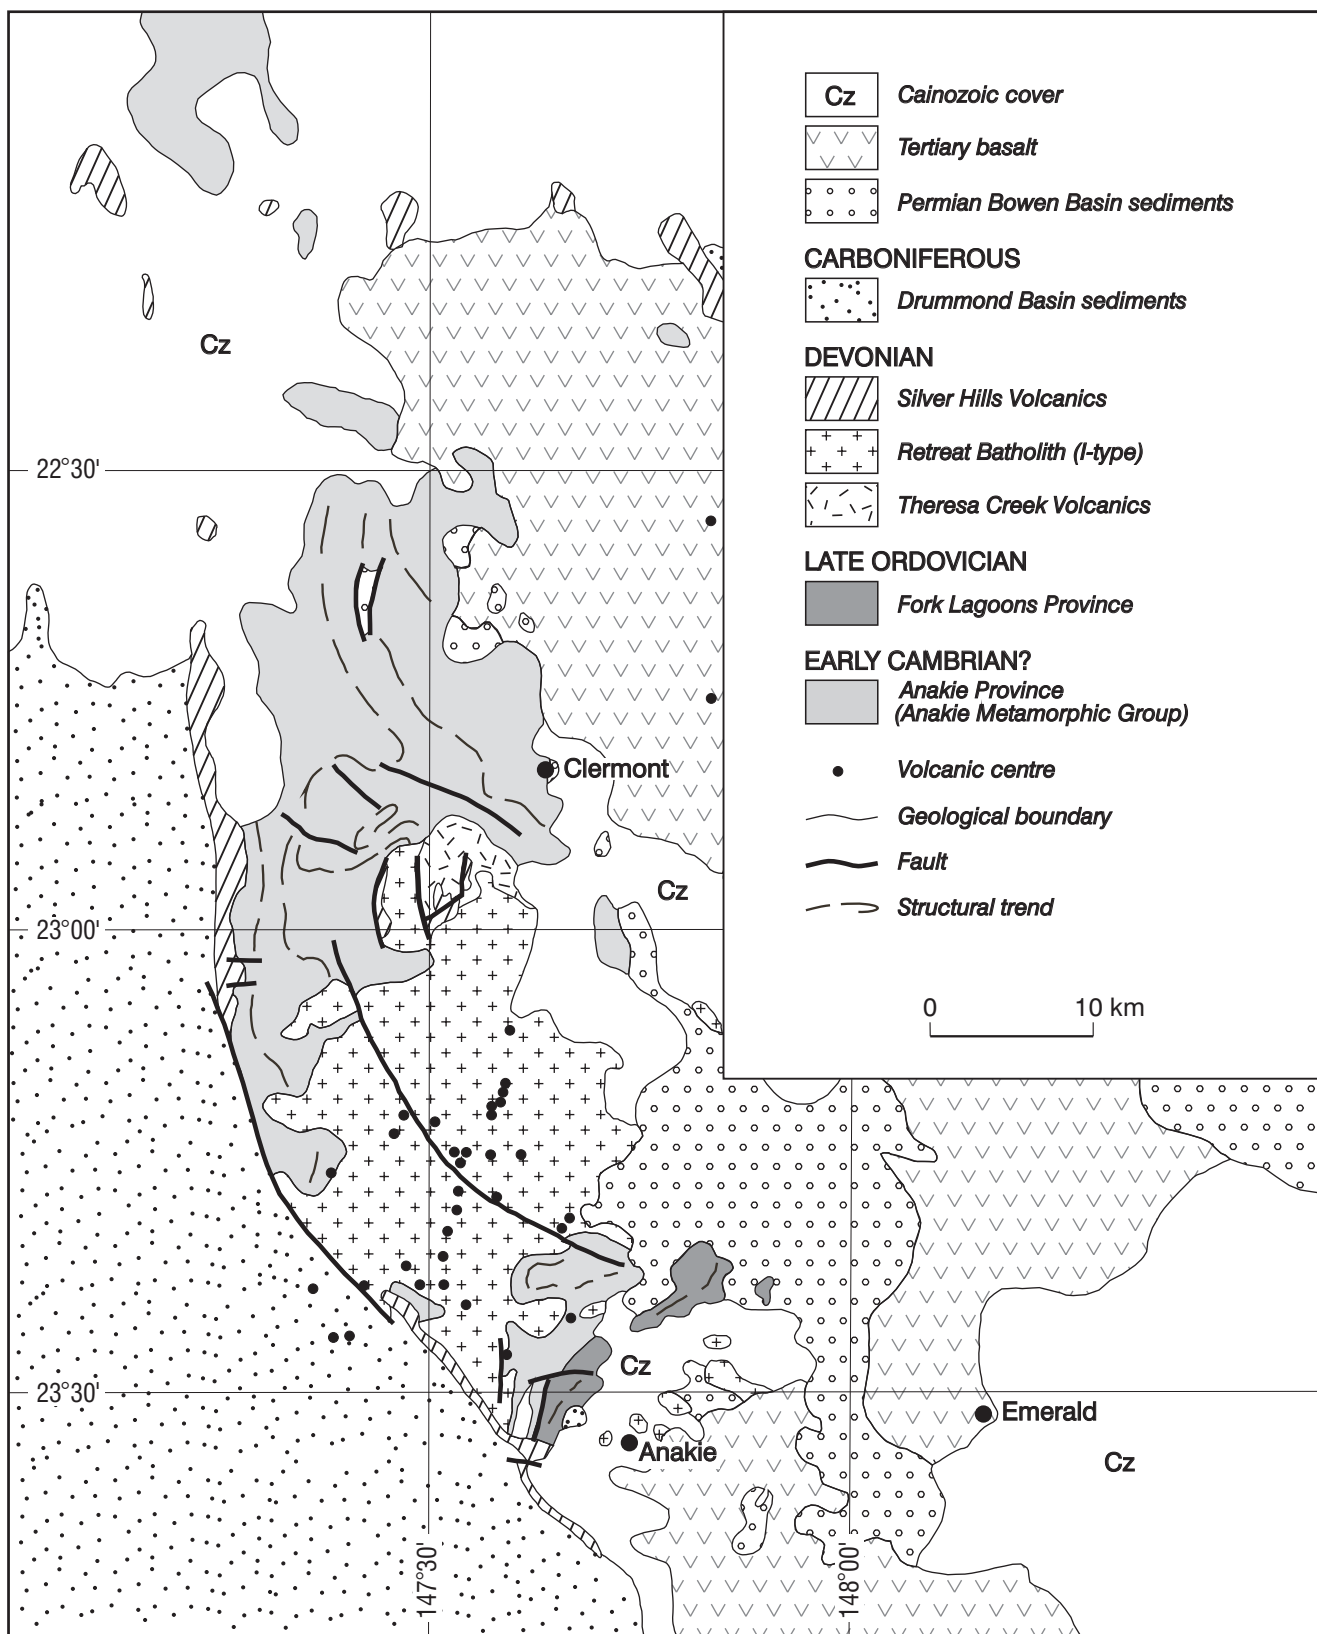 Cz
Cainozoic cover
Tertiary basalt
Permian Bowen Basin sediments
CARBONIFEROUS
Drummond Basin sediments
DEVONIAN
Silver Hills Volcanics
Retreat Batholith (I-type)
Theresa Creek Volcanics
LATE ORDOVICIAN
Fork Lagoons Province
EARLY CAMBRIAN?
Anakie Province
(Anakie Metamorphic Group)
Volcanic centre
Geological boundary
Fault
Structural trend
0 10 km
Cz
22°30'
Clermont
Cz
23°00'
Cz
23°30'
Emerald
Anakie
Cz
147°30'
148°00'